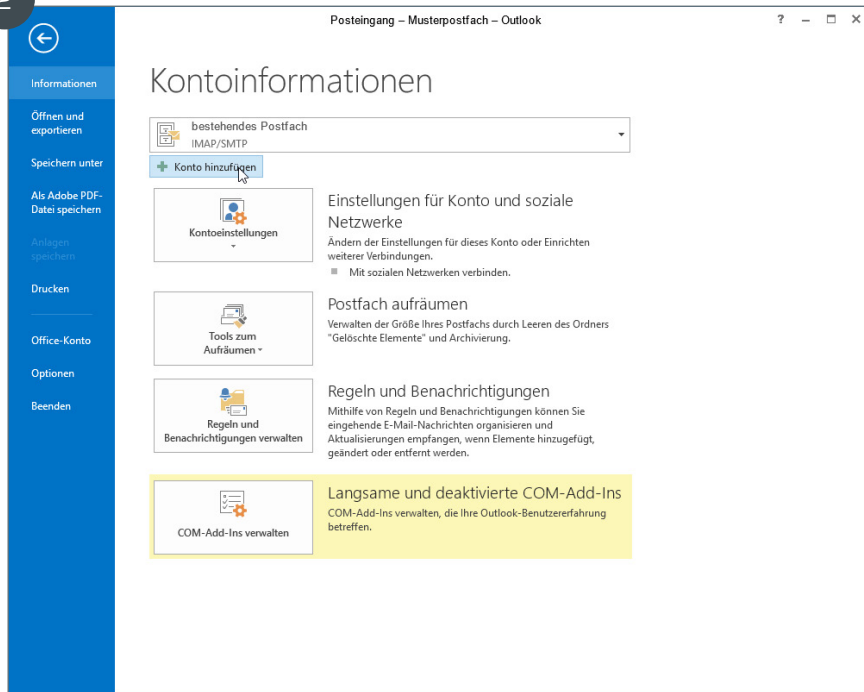 Posteingang – Musterpostfach – Outlook
Informationen
Öffnen und
exportieren
Speichern unter
Als Adobe PDF-
Datei speichern
Anlagen
speichern
Drucken
Office-Konto
Optionen
Beenden
Kontoinformationen
bestehendes Postfach
IMAP/SMTP
Konto hinzufügen
Kontoeinstellungen
Einstellungen für Konto und soziale
Netzwerke
Ändern der Einstellungen für dieses Konto oder Einrichten
weiterer Verbindungen.
Mit sozialen Netzwerken verbinden.
Tools zum
Aufräumen
Postfach aufräumen
Verwalten der Größe Ihres Postfachs durch Leeren des Ordners
"Gelöschte Elemente" und Archivierung.
Regeln und
Benachrichtigungen verwalten
Regeln und Benachrichtigungen
Mithilfe von Regeln und Benachrichtigungen können Sie
eingehende E-Mail-Nachrichten organisieren und
Aktualisierungen empfangen, wenn Elemente hinzugefügt,
geändert oder entfernt werden.
COM-Add-Ins verwalten
Langsame und deaktivierte COM-Add-Ins
COM-Add-Ins verwalten, die Ihre Outlook-Benutzererfahrung
betreffen.